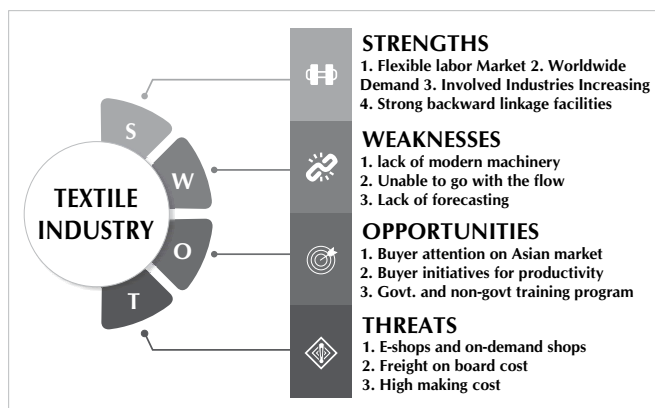 STRENGTHS
1. Flexible labor Market 2. Worldwide
Demand 3. Involved Industries Increasing
4. Strong backward linkage facilities
S
W
O
T
TEXTILE
INDUSTRY
WEAKNESSES
1. lack of modern machinery
2. Unable to go with the flow
3. Lack of forecasting
OPPORTUNITIES
1. Buyer attention on Asian market
2. Buyer initiatives for productivity
3. Govt. and non-govt training program
THREATS
1. E-shops and on-demand shops
2. Freight on board cost
3. High making cost